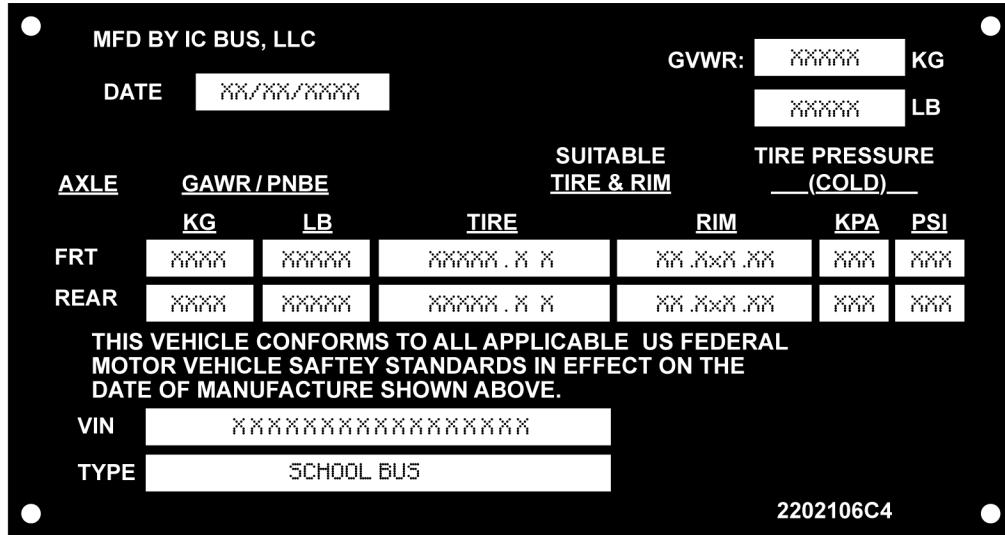 MFD BY IC BUS, LLC
GVWR: XXXXX KG
DATE XX/XX/XXXX
XXXXX LB
SUITABLE TIRE PRESSURE
AXLE GAWR / PNBE TIRE & RIM (COLD)
KG LB TIRE RIM KPA PSI
FRT XXXX XXXXX XXXXX.X X XX.XxX.XX XXX XXX
REAR XXXX XXXXX XXXXX.X X XX.XxX.XX XXX XXX
THIS VEHICLE CONFORMS TO ALL APPLICABLE US FEDERAL
MOTOR VEHICLE SAFTEY STANDARDS IN EFFECT ON THE
DATE OF MANUFACTURE SHOWN ABOVE.
VIN XXXXXXXXXXXXXXXXX
TYPE SCHOOL BUS
2202106C4